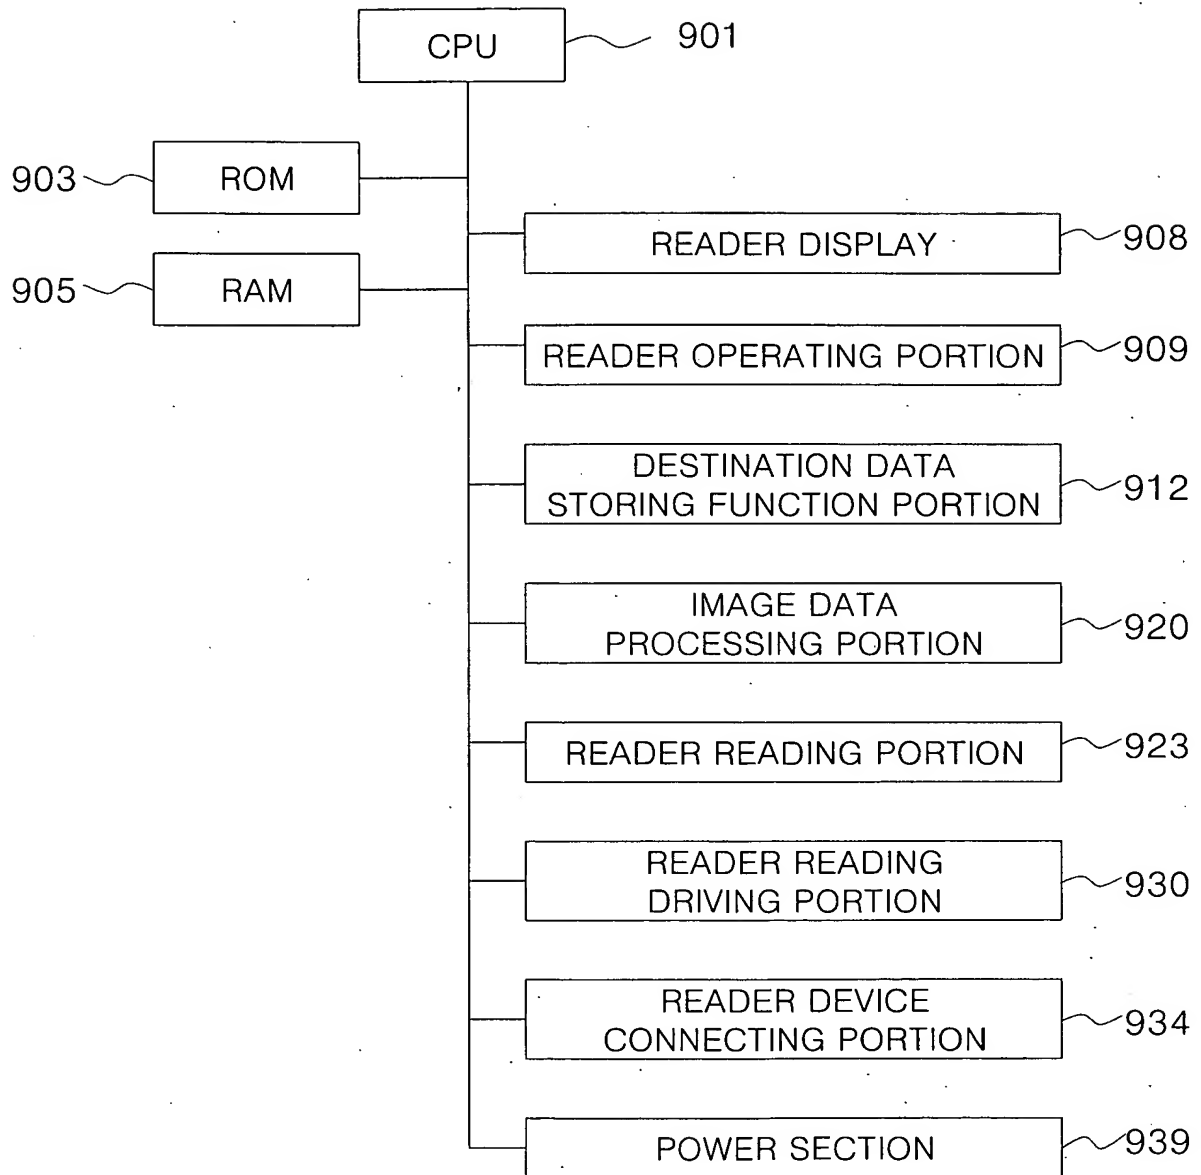 CPU
901
903
ROM
READER DISPLAY
908
905
RAM
READER OPERATING PORTION
909
DESTINATION DATA
STORING FUNCTION PORTION
912
IMAGE DATA
PROCESSING PORTION
920
READER READING PORTION
923
READER READING
DRIVING PORTION
930
READER DEVICE
CONNECTING PORTION
934
POWER SECTION
939